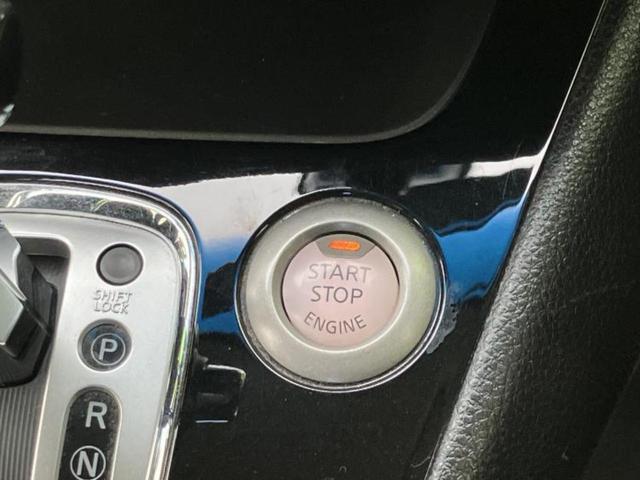 START
STOP
ENGINE
SHIFT
LOCK
P
R
N